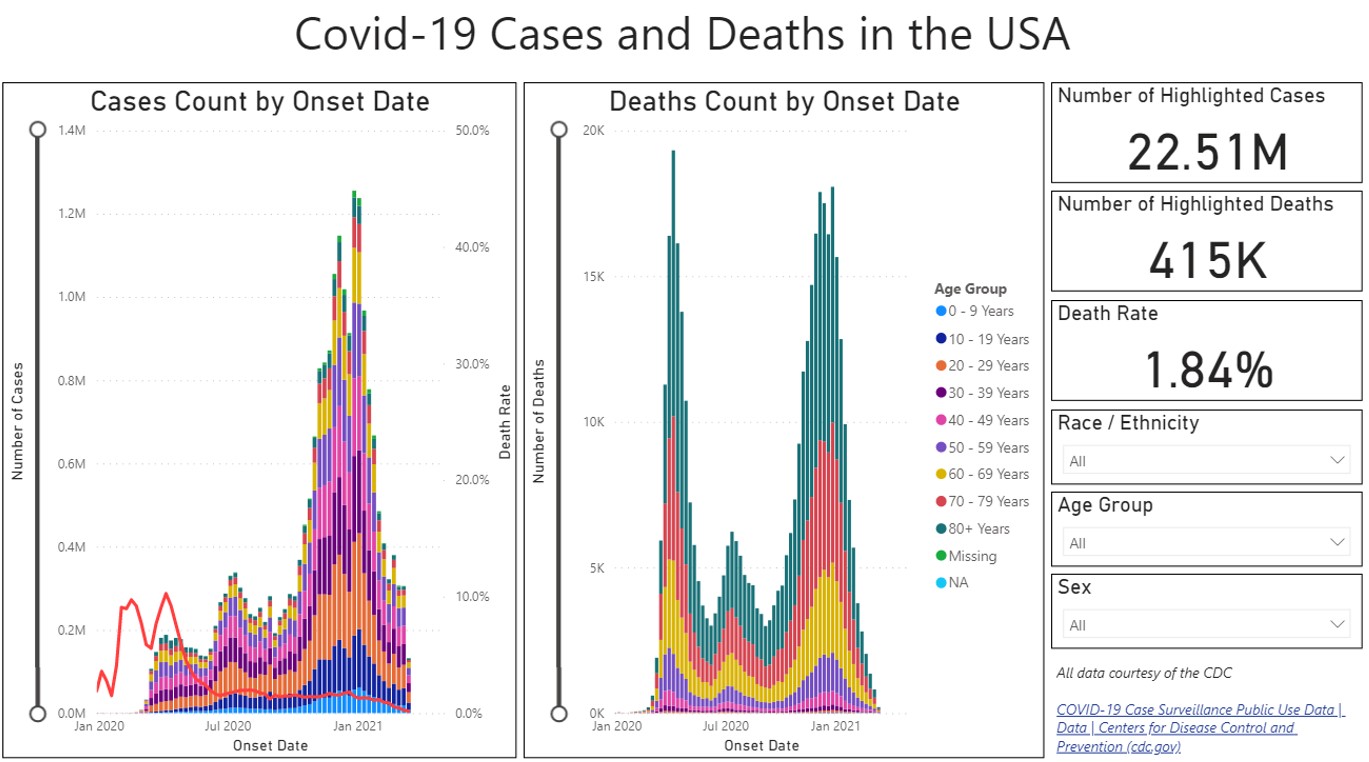 Covid-19 Cases and Deaths in the USA
Cases Count by Onset Date
1.4M
1.2M
1.0M
0.8M
0.6M
0.4M
0.2M
0.0M
Number of Cases
50.0%
40.0%
30.0%
20.0%
10.0%
0.0%
Death Rate
Jan 2020
Jul 2020
Jan 2021
Onset Date
Deaths Count by Onset Date
20K
15K
10K
5K
0K
Number of Deaths
Jan 2020
Jul 2020
Jan 2021
Onset Date
Age Group
0 - 9 Years
10 - 19 Years
20 - 29 Years
30 - 39 Years
40 - 49 Years
50 - 59 Years
60 - 69 Years
70 - 79 Years
80+ Years
Missing
NA
Number of Highlighted Cases
22.51M
Number of Highlighted Deaths
415K
Death Rate
1.84%
Race / Ethnicity
All
Age Group
All
Sex
All
All data courtesy of the CDC
COVID-19 Case Surveillance Public Use Data |
Data | Centers for Disease Control and
Prevention (cdc.gov)